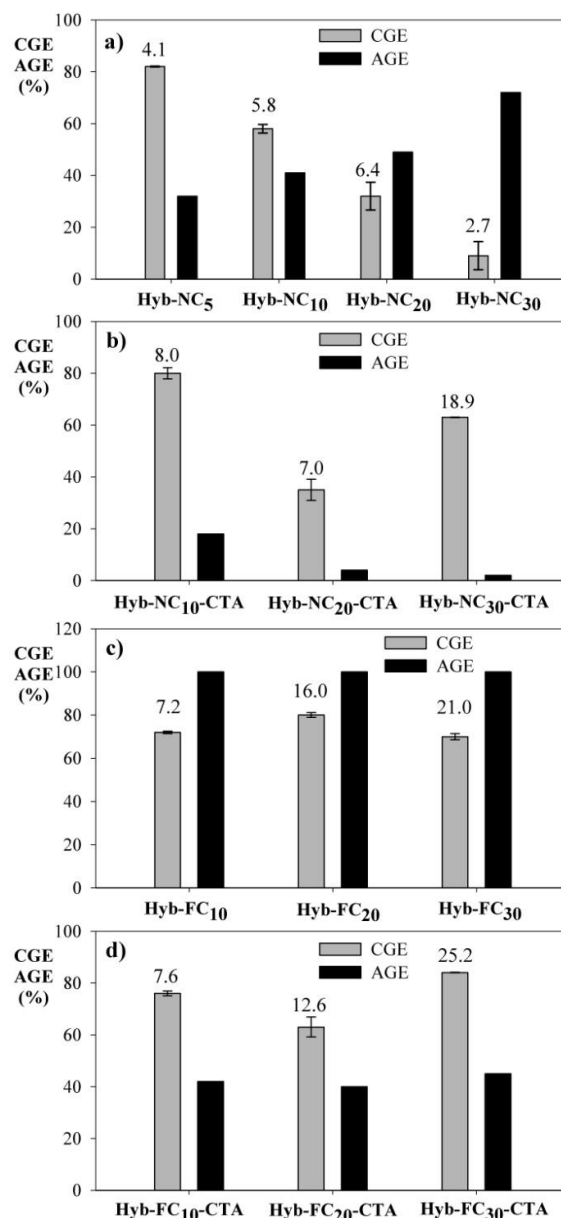 100
CGE
AGE
(%)
a)
CGE
AGE
4.1
5.8
6.4
2.7
80
60
40
20
0
Hyb-NC5 Hyb-NC10 Hyb-NC20 Hyb-NC30
100
CGE
AGE
(%)
b)
CGE
AGE
8.0
7.0
18.9
80
60
40
20
0
Hyb-NC10-CTA Hyb-NC20-CTA Hyb-NC30-CTA
120
CGE
AGE
(%)
c)
CGE
AGE
7.2
16.0
21.0
100
80
60
40
20
0
Hyb-FC10 Hyb-FC20 Hyb-FC30
100
CGE
AGE
(%)
d)
CGE
AGE
7.6
12.6
25.2
80
60
40
20
0
Hyb-FC10-CTA Hyb-FC20-CTA Hyb-FC30-CTA